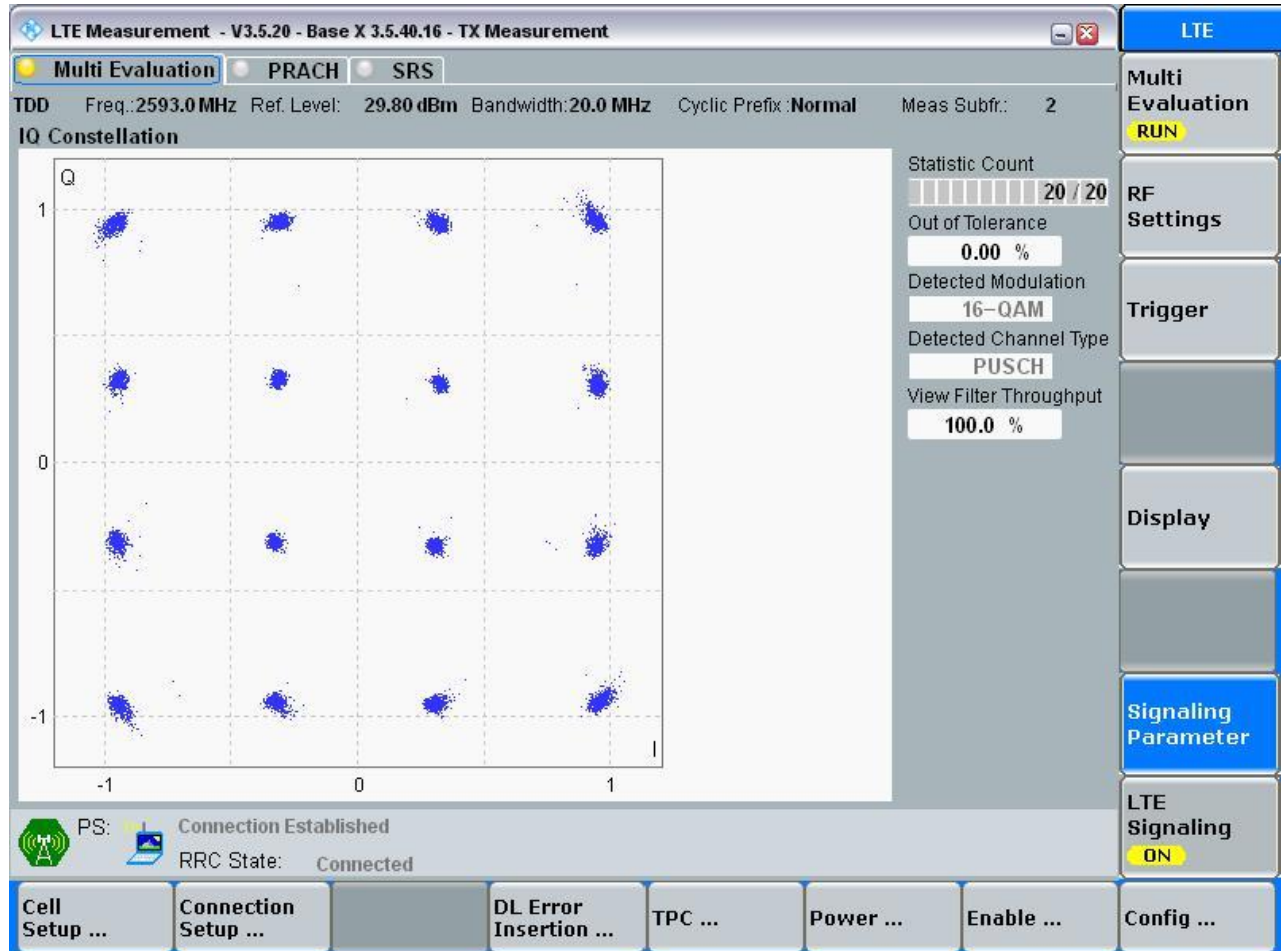 LTE Measurement - V3.5.20 - Base X 3.5.40.16 - TX Measurement
LTE
Multi Evaluation PRACH SRS
TDD Freq.:2593.0 MHz Ref. Level: 29.80 dBm Bandwidth:20.0 MHz Cyclic Prefix :Normal Meas Subfr.: 2
IQ Constellation
Q
1
0
-1
-1 0 1
I
Statistic Count
20 / 20
Out of Tolerance
0.00 %
Detected Modulation
16-QAM
Detected Channel Type
PUSCH
View Filter Throughput
100.0 %
Multi
Evaluation
RUN
RF
Settings
Trigger
Display
Signaling
Parameter
LTE
Signaling
ON
PS: Connection Established
RRC State: Connected
Cell
Setup ...
Connection
Setup ...
DL Error
Insertion ...
TPC ...
Power ...
Enable ...
Config ...